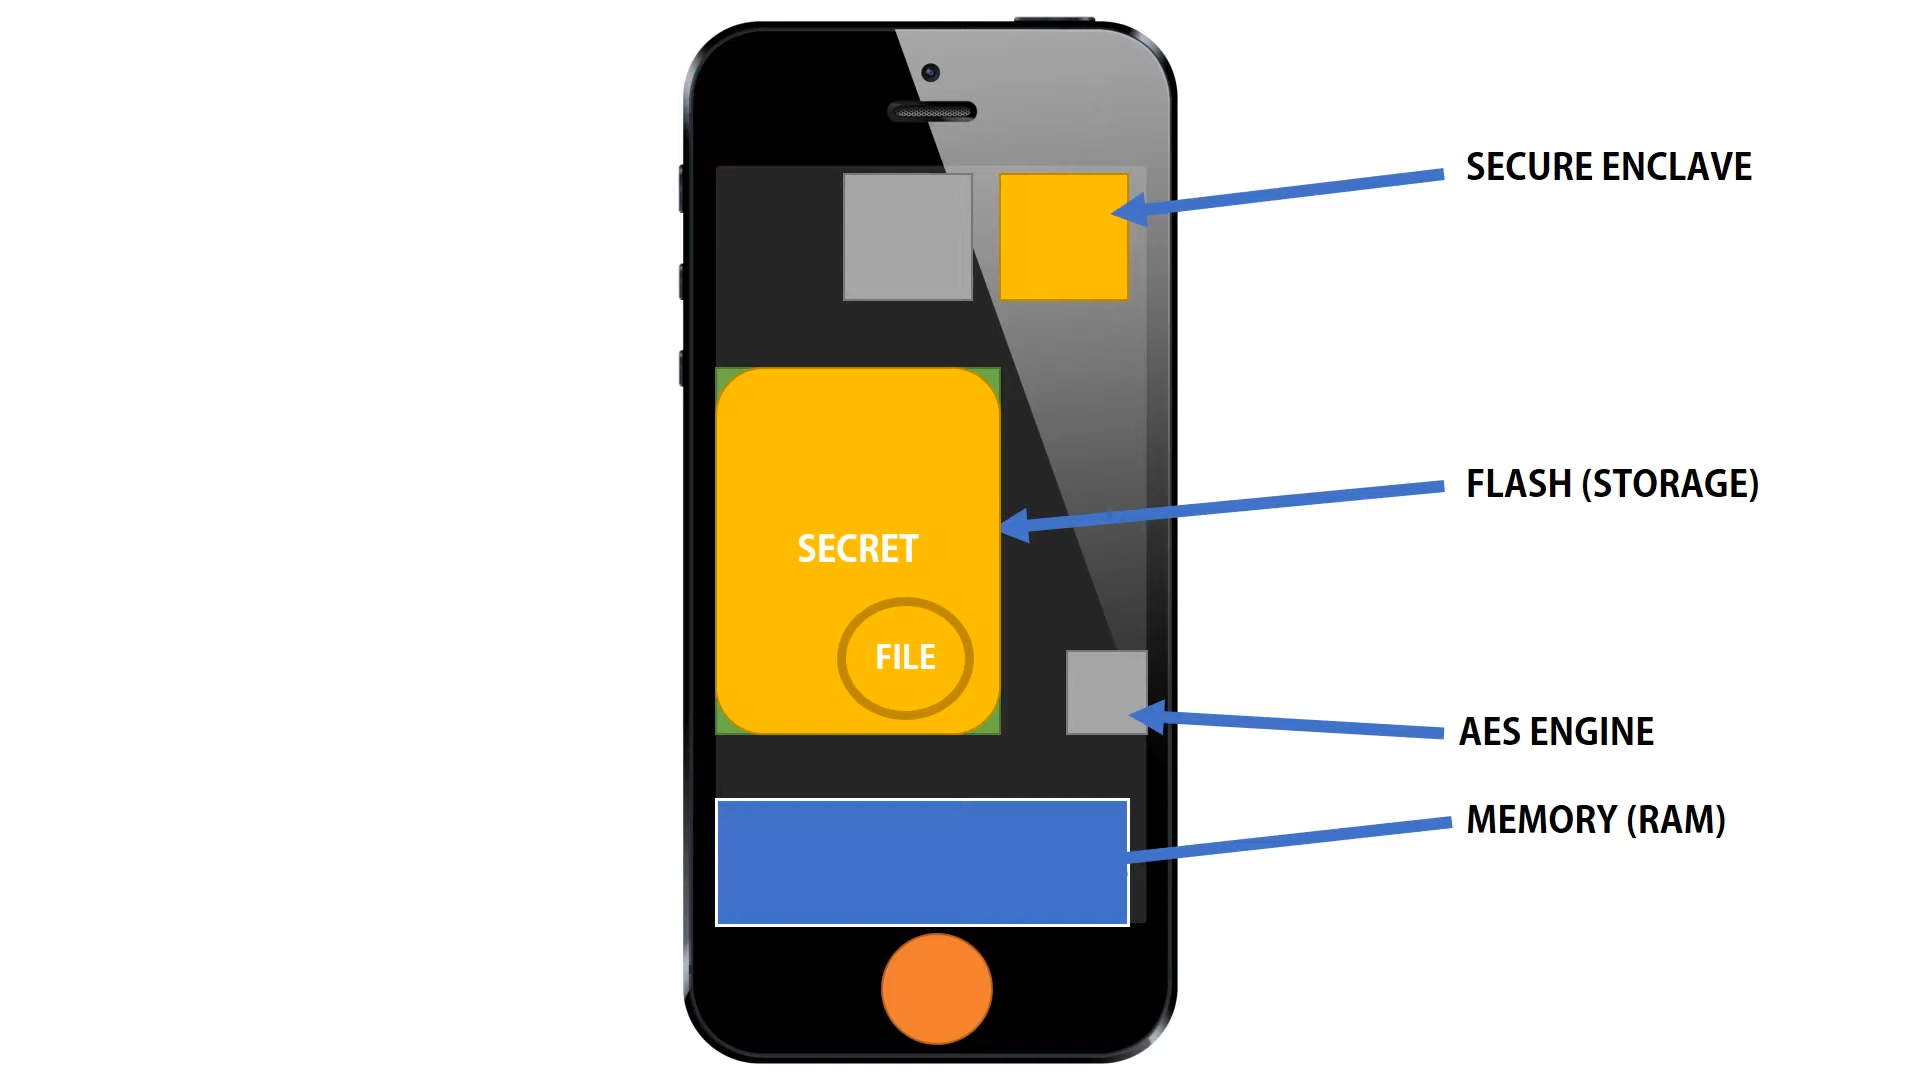 SECURE ENCLAVE
FLASH (STORAGE)
SECRET
FILE
AES ENGINE
MEMORY (RAM)